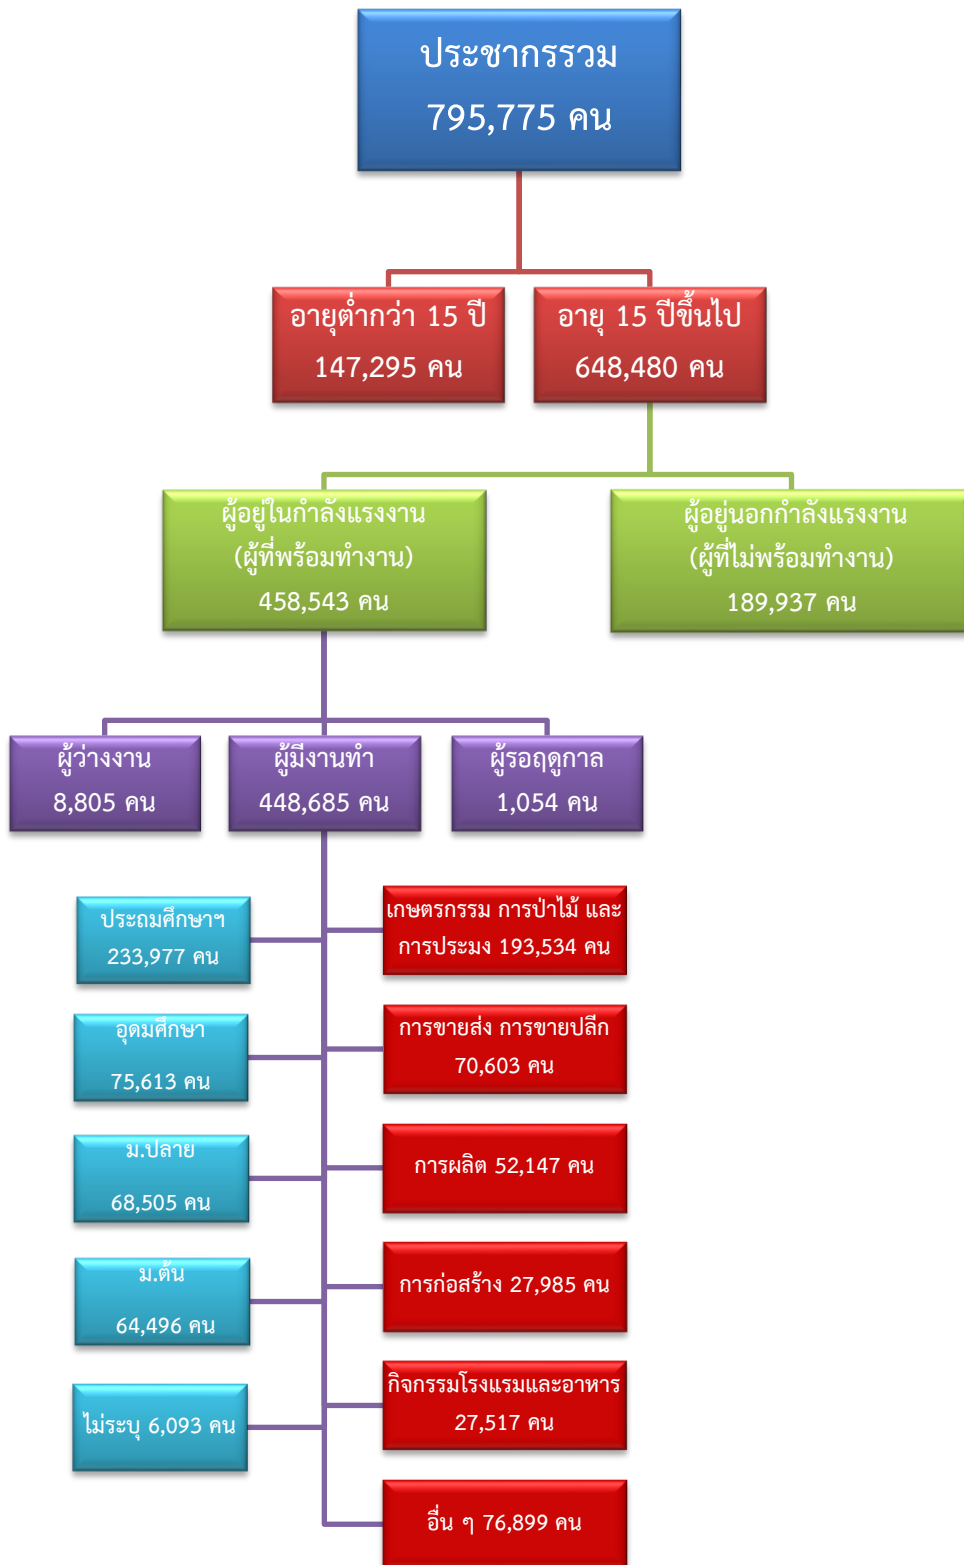 ประชากรรวม
795,775 คน
อายุต่ำกว่า 15 ปี
147,295 คน
อายุ 15 ปีขึ้นไป
648,480 คน
ผู้อยู่ในกำลังแรงงาน
(ผู้ที่พร้อมทำงาน)
458,543 คน
ผู้อยู่นอกกำลังแรงงาน
(ผู้ที่ไม่พร้อมทำงาน)
189,937 คน
ผู้ว่างงาน
8,805 คน
ผู้มีงานทำ
448,685 คน
ผู้รอฤดูกาล
1,054 คน
ประถมศึกษาฯ
233,977 คน
อุดมศึกษา
75,613 คน
ม.ปลาย
68,505 คน
ม.ต้น
64,496 คน
ไม่ระบุ 6,093 คน
เกษตรกรรม การป่าไม้ และ
การประมง 193,534 คน
การขายส่ง การขายปลีก
70,603 คน
การผลิต 52,147 คน
การก่อสร้าง 27,985 คน
กิจกรรมโรงแรมและอาหาร
27,517 คน
อื่น ๆ 76,899 คน